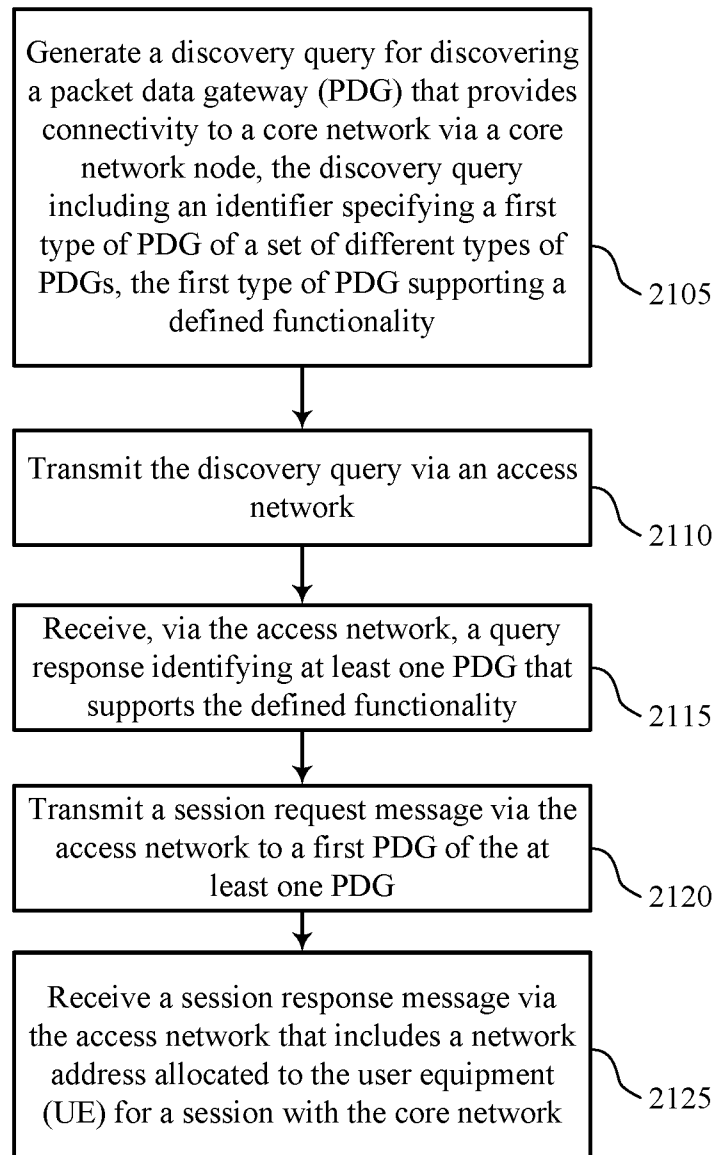 Generate a discovery query for discovering
a packet data gateway (PDG) that provides
connectivity to a core network via a core
network node, the discovery query
including an identifier specifying a first
type of PDG of a set of different types of
PDGs, the first type of PDG supporting a
defined functionality
2105
Transmit the discovery query via an access
network
2110
Receive, via the access network, a query
response identifying at least one PDG that
supports the defined functionality
2115
Transmit a session request message via the
access network to a first PDG of the at
least one PDG
2120
Receive a session response message via
the access network that includes a network
address allocated to the user equipment
(UE) for a session with the core network
2125